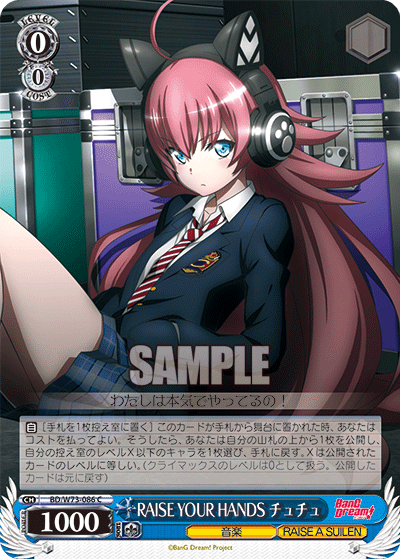 LEVEL
0
0
COST
SAMPLE
わたしは本気でやってるの！
自 [手札を1枚控え室に置く] このカードが手札から舞台に置かれた時、あなたは
コストを払ってよい。そうしたら、あなたは自分の山札の上から1枚を公開し、
自分の控え室のレベルX以下のキャラを1枚選び、手札に戻す。Xは公開され
たカードのレベルに等しい。(クライマックスのレベルは0として扱う。公開した
カードは元に戻す)
CH BD/W73-086 C
1000
RAISE YOUR HANDS チュチュ
BanG Dream!
音楽
RAISE A SUILEN
©BanG Dream! Project